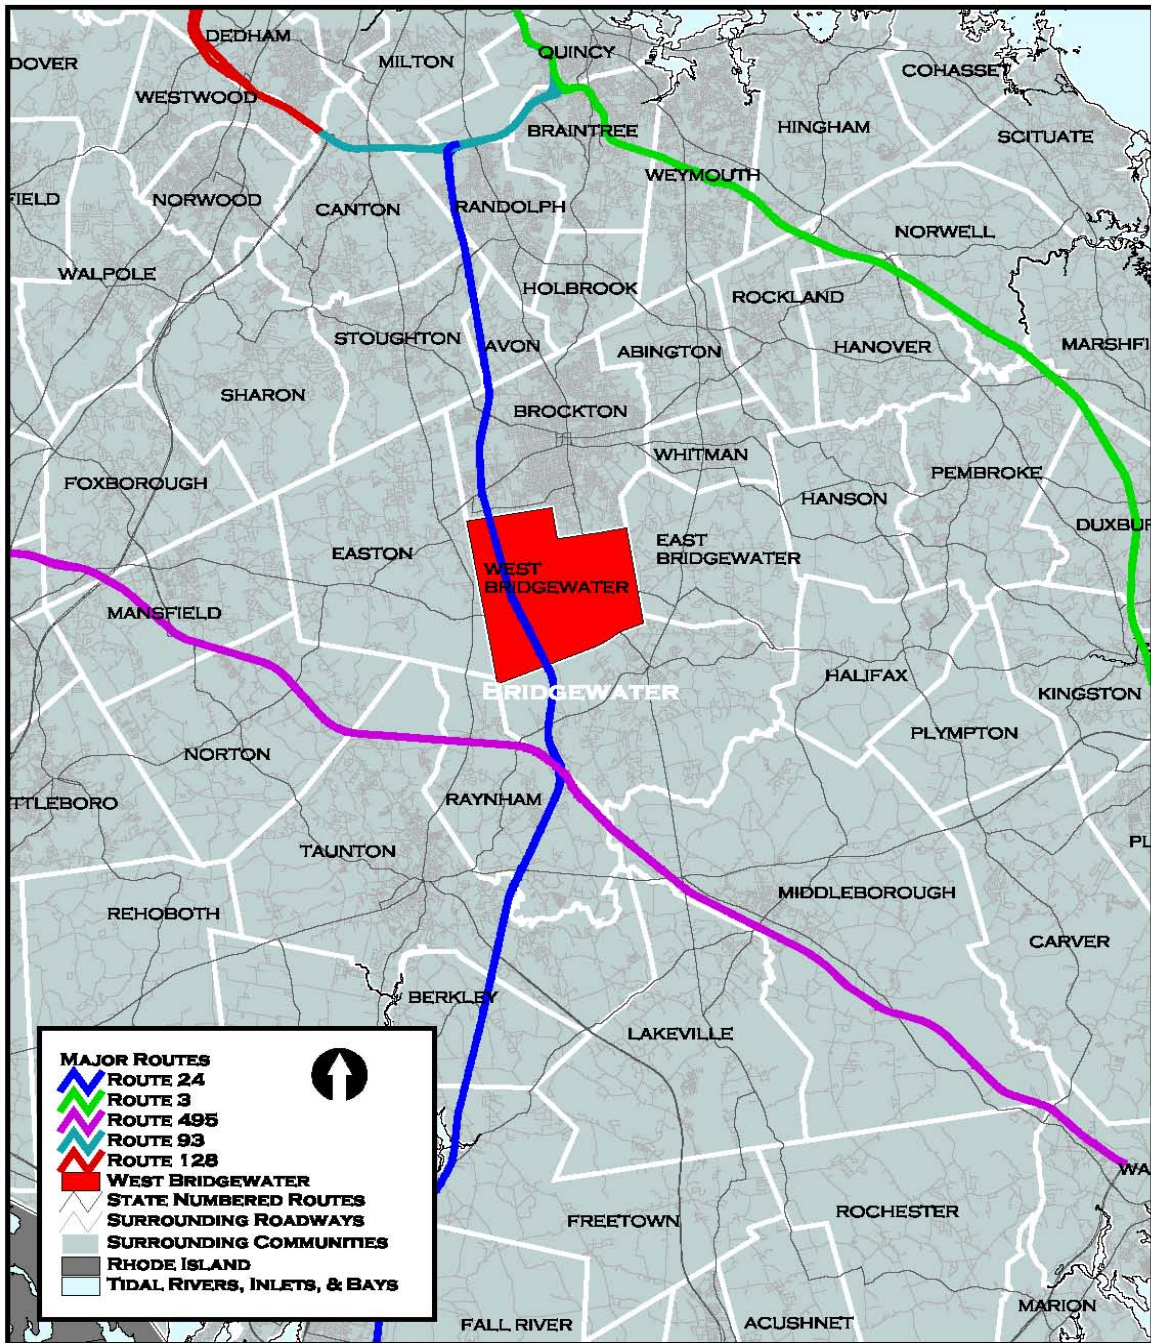 DEDHAM
DOVER
MILTON
QUINCY
COHASSET
WESTWOOD
BRAINTREE
HINGHAM
SCITUATE
WEYMOUTH
FIELD
NORWOOD
CANTON
RANDOLPH
NORWELL
WALPOLE
HOLBROOK
ROCKLAND
STOUGHTON
AVON
ABINGTON
HANOVER
MARSHFI
SHARON
BROCKTON
WHITMAN
PEMBROKE
FOXBOROUGH
HANSON
DUXBUR
EASTON
EAST
BRIDGEWATER
WEST
BRIDGEWATER
MANSFIELD
HALIFAX
BRIDGEWATER
KINGSTON
PLYMPTON
NORTON
TTLEBORO
RAYNHAM
PL
TAUNTON
MIDDLEBOROUGH
REHOBOTH
CARVER
BERKLEY
LAKEVILLE
WA
ROCHESTER
FREETOWN
MARION
FALL RIVER
ACUSHNET
MAJOR ROUTES
ROUTE 24
ROUTE 3
ROUTE 495
ROUTE 93
ROUTE 128
WEST BRIDGEWATER
STATE NUMBERED ROUTES
SURROUNDING ROADWAYS
SURROUNDING COMMUNITIES
RHODE ISLAND
TIDAL RIVERS, INLETS, & BAYS